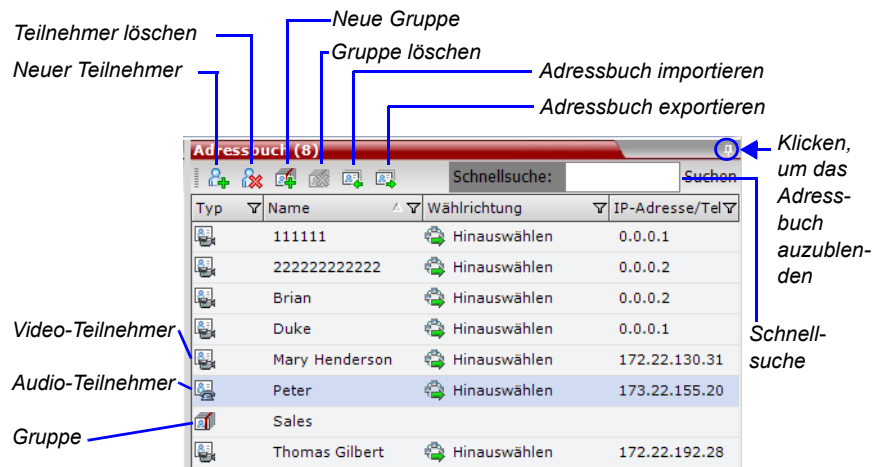 Neue Gruppe
Teilnehmer löschen
Gruppe löschen
Neuer Teilnehmer
Adressbuch importieren
Adressbuch exportieren
Klicken,
um das
Adress-
buch
auzublen-
den
Adressbuch (8)
Schnellsuche:
Suchen
Typ Name Wählrichtung IP-Adresse/Tel
111111 Hinauswählen 0.0.0.1
222222222222 Hinauswählen 0.0.0.2
Brian Hinauswählen 0.0.0.2
Duke Hinauswählen 0.0.0.1
Mary Henderson Hinauswählen 172.22.130.31
Peter Hinauswählen 173.22.155.20
Sales
Thomas Gilbert Hinauswählen 172.22.192.28
Schnell-
suche
Video-Teilnehmer
Audio-Teilnehmer
Gruppe